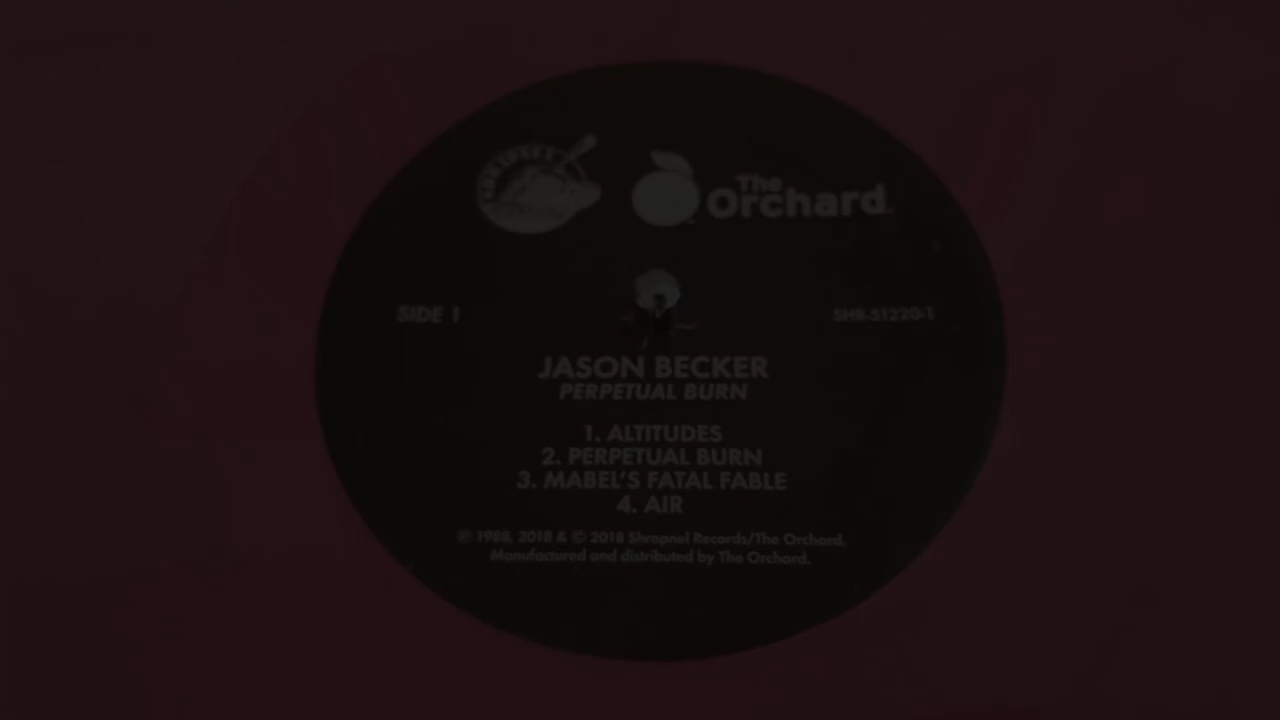 The
Orchard
SIDE 1
SHR-51220-1
JASON BECKER
PERPETUAL BURN
1. ALTITUDES
2. PERPETUAL BURN
3. MABEL'S FATAL FABLE
4. AIR
℗ 1988, 2018 & © 2018 Shrapnel Records/The Orchard.
Manufactured and distributed by The Orchard.